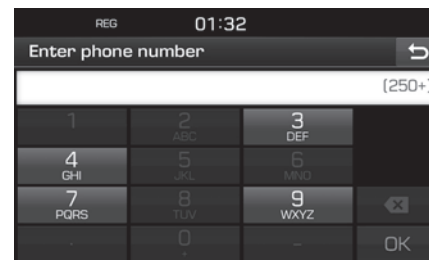 REG 01:32
Enter phone number
(250+)
1 2 3
ABC DEF
4 5 6
GHI JKL MNO
7 8 9
PQRS TUV WXYZ
. 0 - OK
+